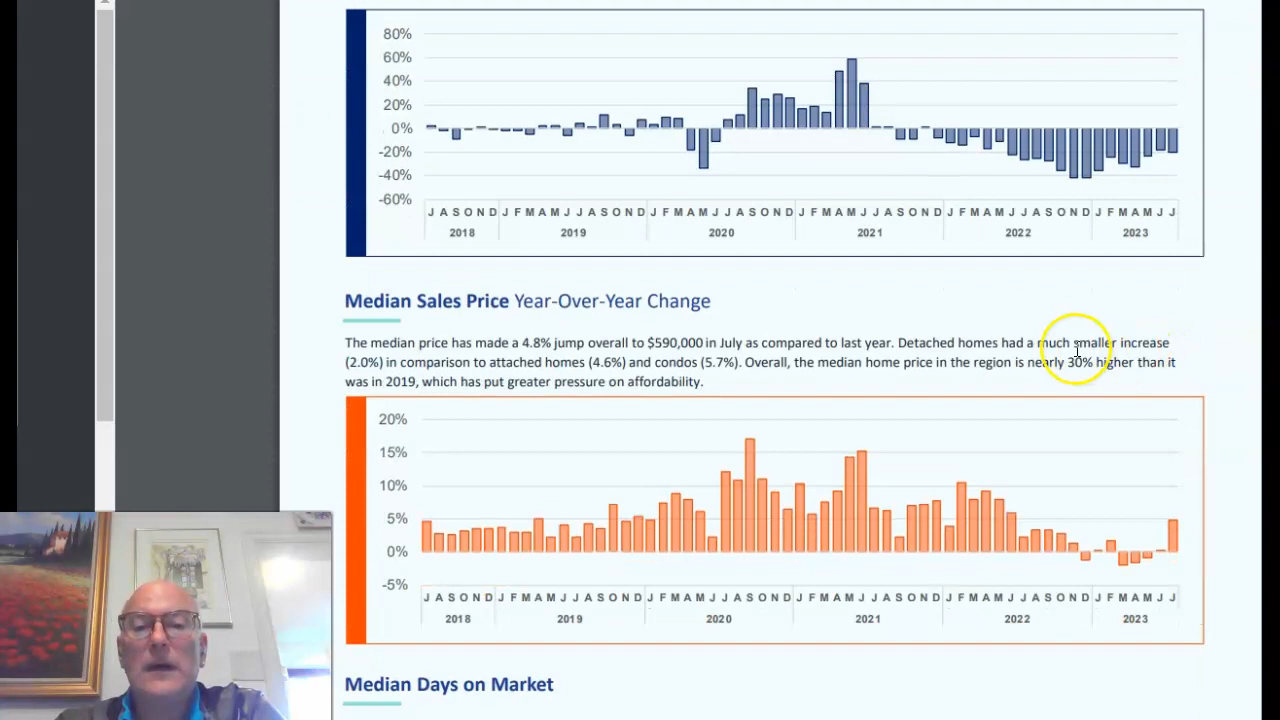 80%
60%
40%
20%
0%
-20%
-40%
-60%
J A S O N D J F M A M J J A S O N D J F M A M J J A S O N D J F M A M J J A S O N D J F M A M J J A S O N D J F M A M J J
2018 2019 2020 2021 2022 2023
Median Sales Price Year-Over-Year Change
The median price has made a 4.8% jump overall to $590,000 in July as compared to last year. Detached homes had a much smaller increase
(2.0%) in comparison to attached homes (4.6%) and condos (5.7%). Overall, the median home price in the region is nearly 30% higher than it
was in 2019, which has put greater pressure on affordability.
20%
15%
10%
5%
0%
-5%
J A S O N D J F M A M J J A S O N D J F M A M J J A S O N D J F M A M J J A S O N D J F M A M J J A S O N D J F M A M J J
2018 2019 2020 2021 2022 2023
Median Days on Market